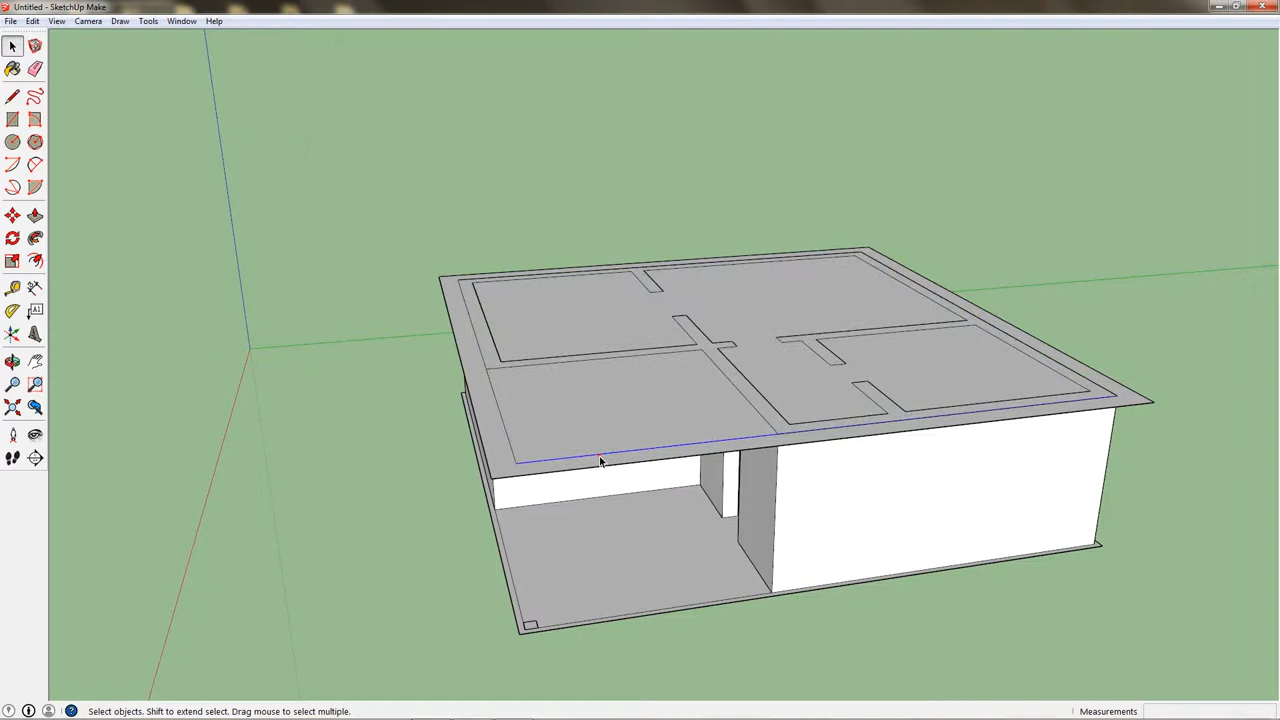 Untitled - SketchUp Make
File Edit View Camera Draw Tools Window Help
A1
Select objects. Shift to extend select. Drag mouse to select multiple.
Measurements